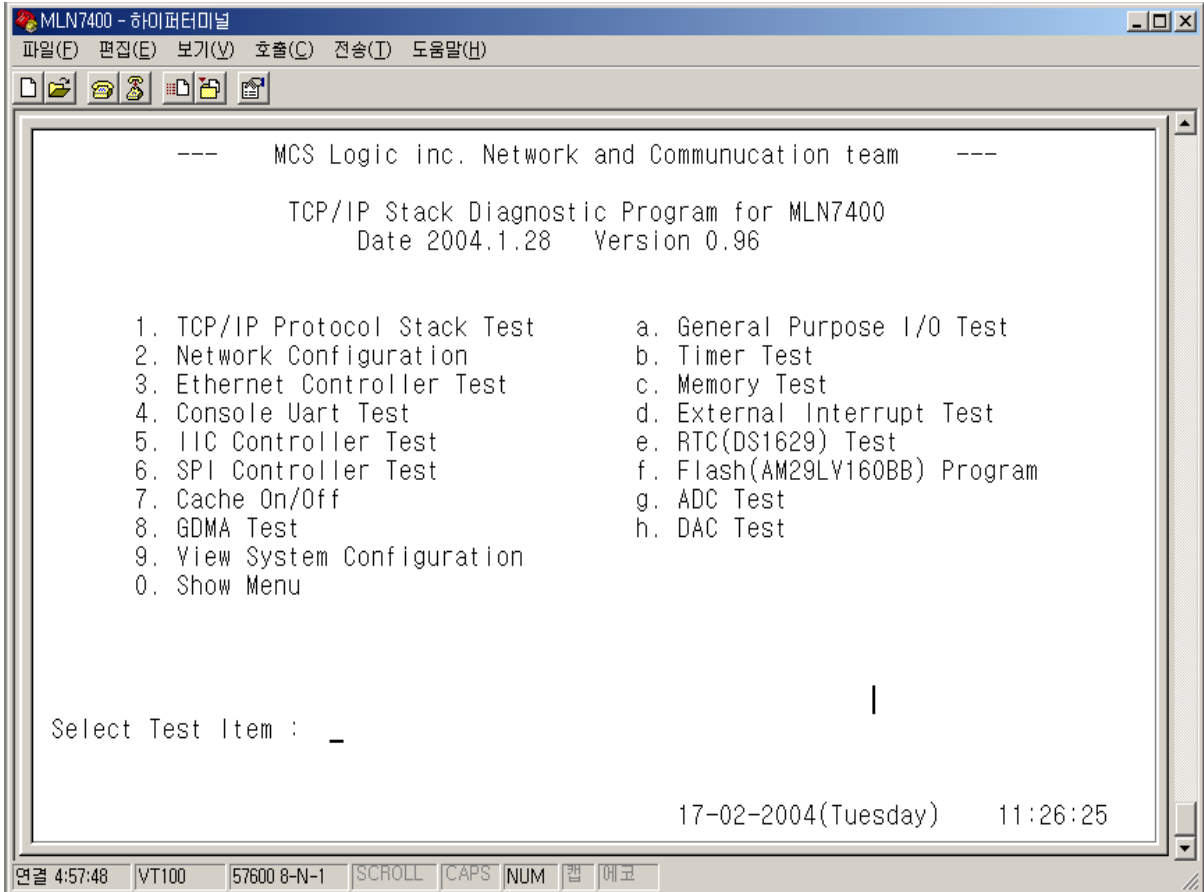 MLN7400 - 하이퍼터미널
파일(F) 편집(E) 보기(V) 호출(C) 전송(T) 도움말(H)
--- MCS Logic inc. Network and Communucation team ---
TCP/IP Stack Diagnostic Program for MLN7400
Date 2004.1.28 Version 0.96
1. TCP/IP Protocol Stack Test a. General Purpose I/O Test
2. Network Configuration b. Timer Test
3. Ethernet Controller Test c. Memory Test
4. Console Uart Test d. External Interrupt Test
5. IIC Controller Test e. RTC(DS1629) Test
6. SPI Controller Test f. Flash(AM29LV160BB) Program
7. Cache On/Off g. ADC Test
8. GDMA Test h. DAC Test
9. View System Configuration
0. Show Menu
Select Test Item : _
17-02-2004(Tuesday) 11:26:25
연결 4:57:48 VT100 57600 8-N-1 SCROLL CAPS NUM 캡 에코